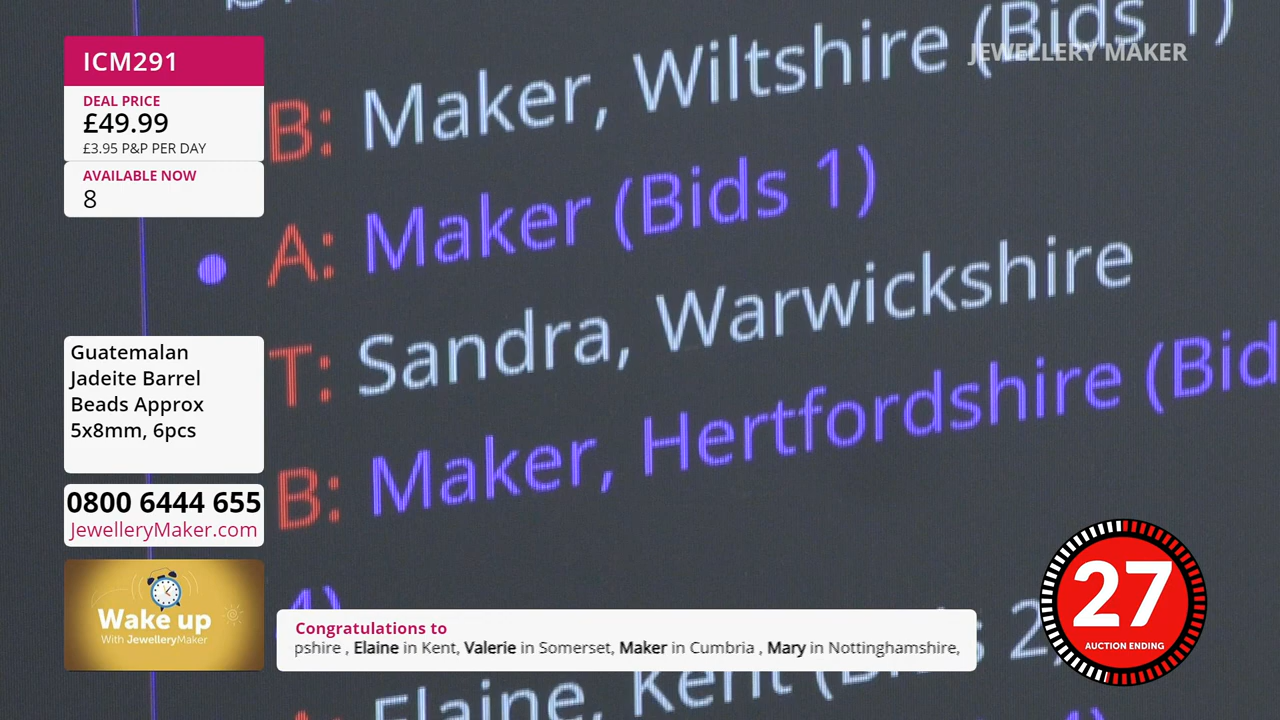 ICM291
DEAL PRICE
£49.99
£3.95 P&P PER DAY
AVAILABLE NOW
8
JEWELLERY MAKER
B: Maker, Wiltshire (Bids 1)
A: Maker (Bids 1)
T: Sandra, Warwickshire
B: Maker, Hertfordshire (Bid
4)
Elaine, Kent
Guatemalan
Jadeite Barrel
Beads Approx
5x8mm, 6pcs
0800 6444 655
JewelleryMaker.com
Wake up
With JewelleryMaker
Congratulations to
pshire , Elaine in Kent, Valerie in Somerset, Maker in Cumbria , Mary in Nottinghamshire,
27
AUCTION ENDING